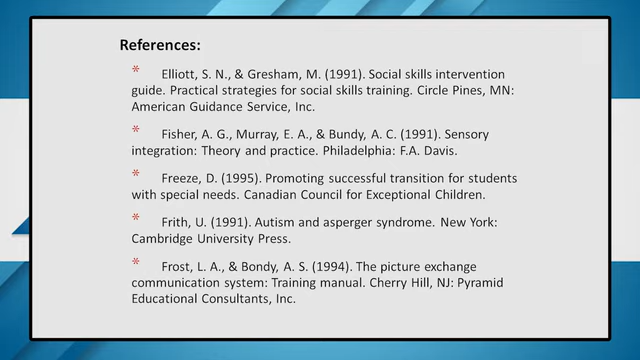 References:
* Elliott, S. N., & Gresham, M. (1991). Social skills intervention
guide. Practical strategies for social skills training. Circle Pines, MN:
American Guidance Service, Inc.
* Fisher, A. G., Murray, E. A., & Bundy, A. C. (1991). Sensory
integration: Theory and practice. Philadelphia: F.A. Davis.
* Freeze, D. (1995). Promoting successful transition for students
with special needs. Canadian Council for Exceptional Children.
* Frith, U. (1991). Autism and asperger syndrome. New York:
Cambridge University Press.
* Frost, L. A., & Bondy, A. S. (1994). The picture exchange
communication system: Training manual. Cherry Hill, NJ: Pyramid
Educational Consultants, Inc.